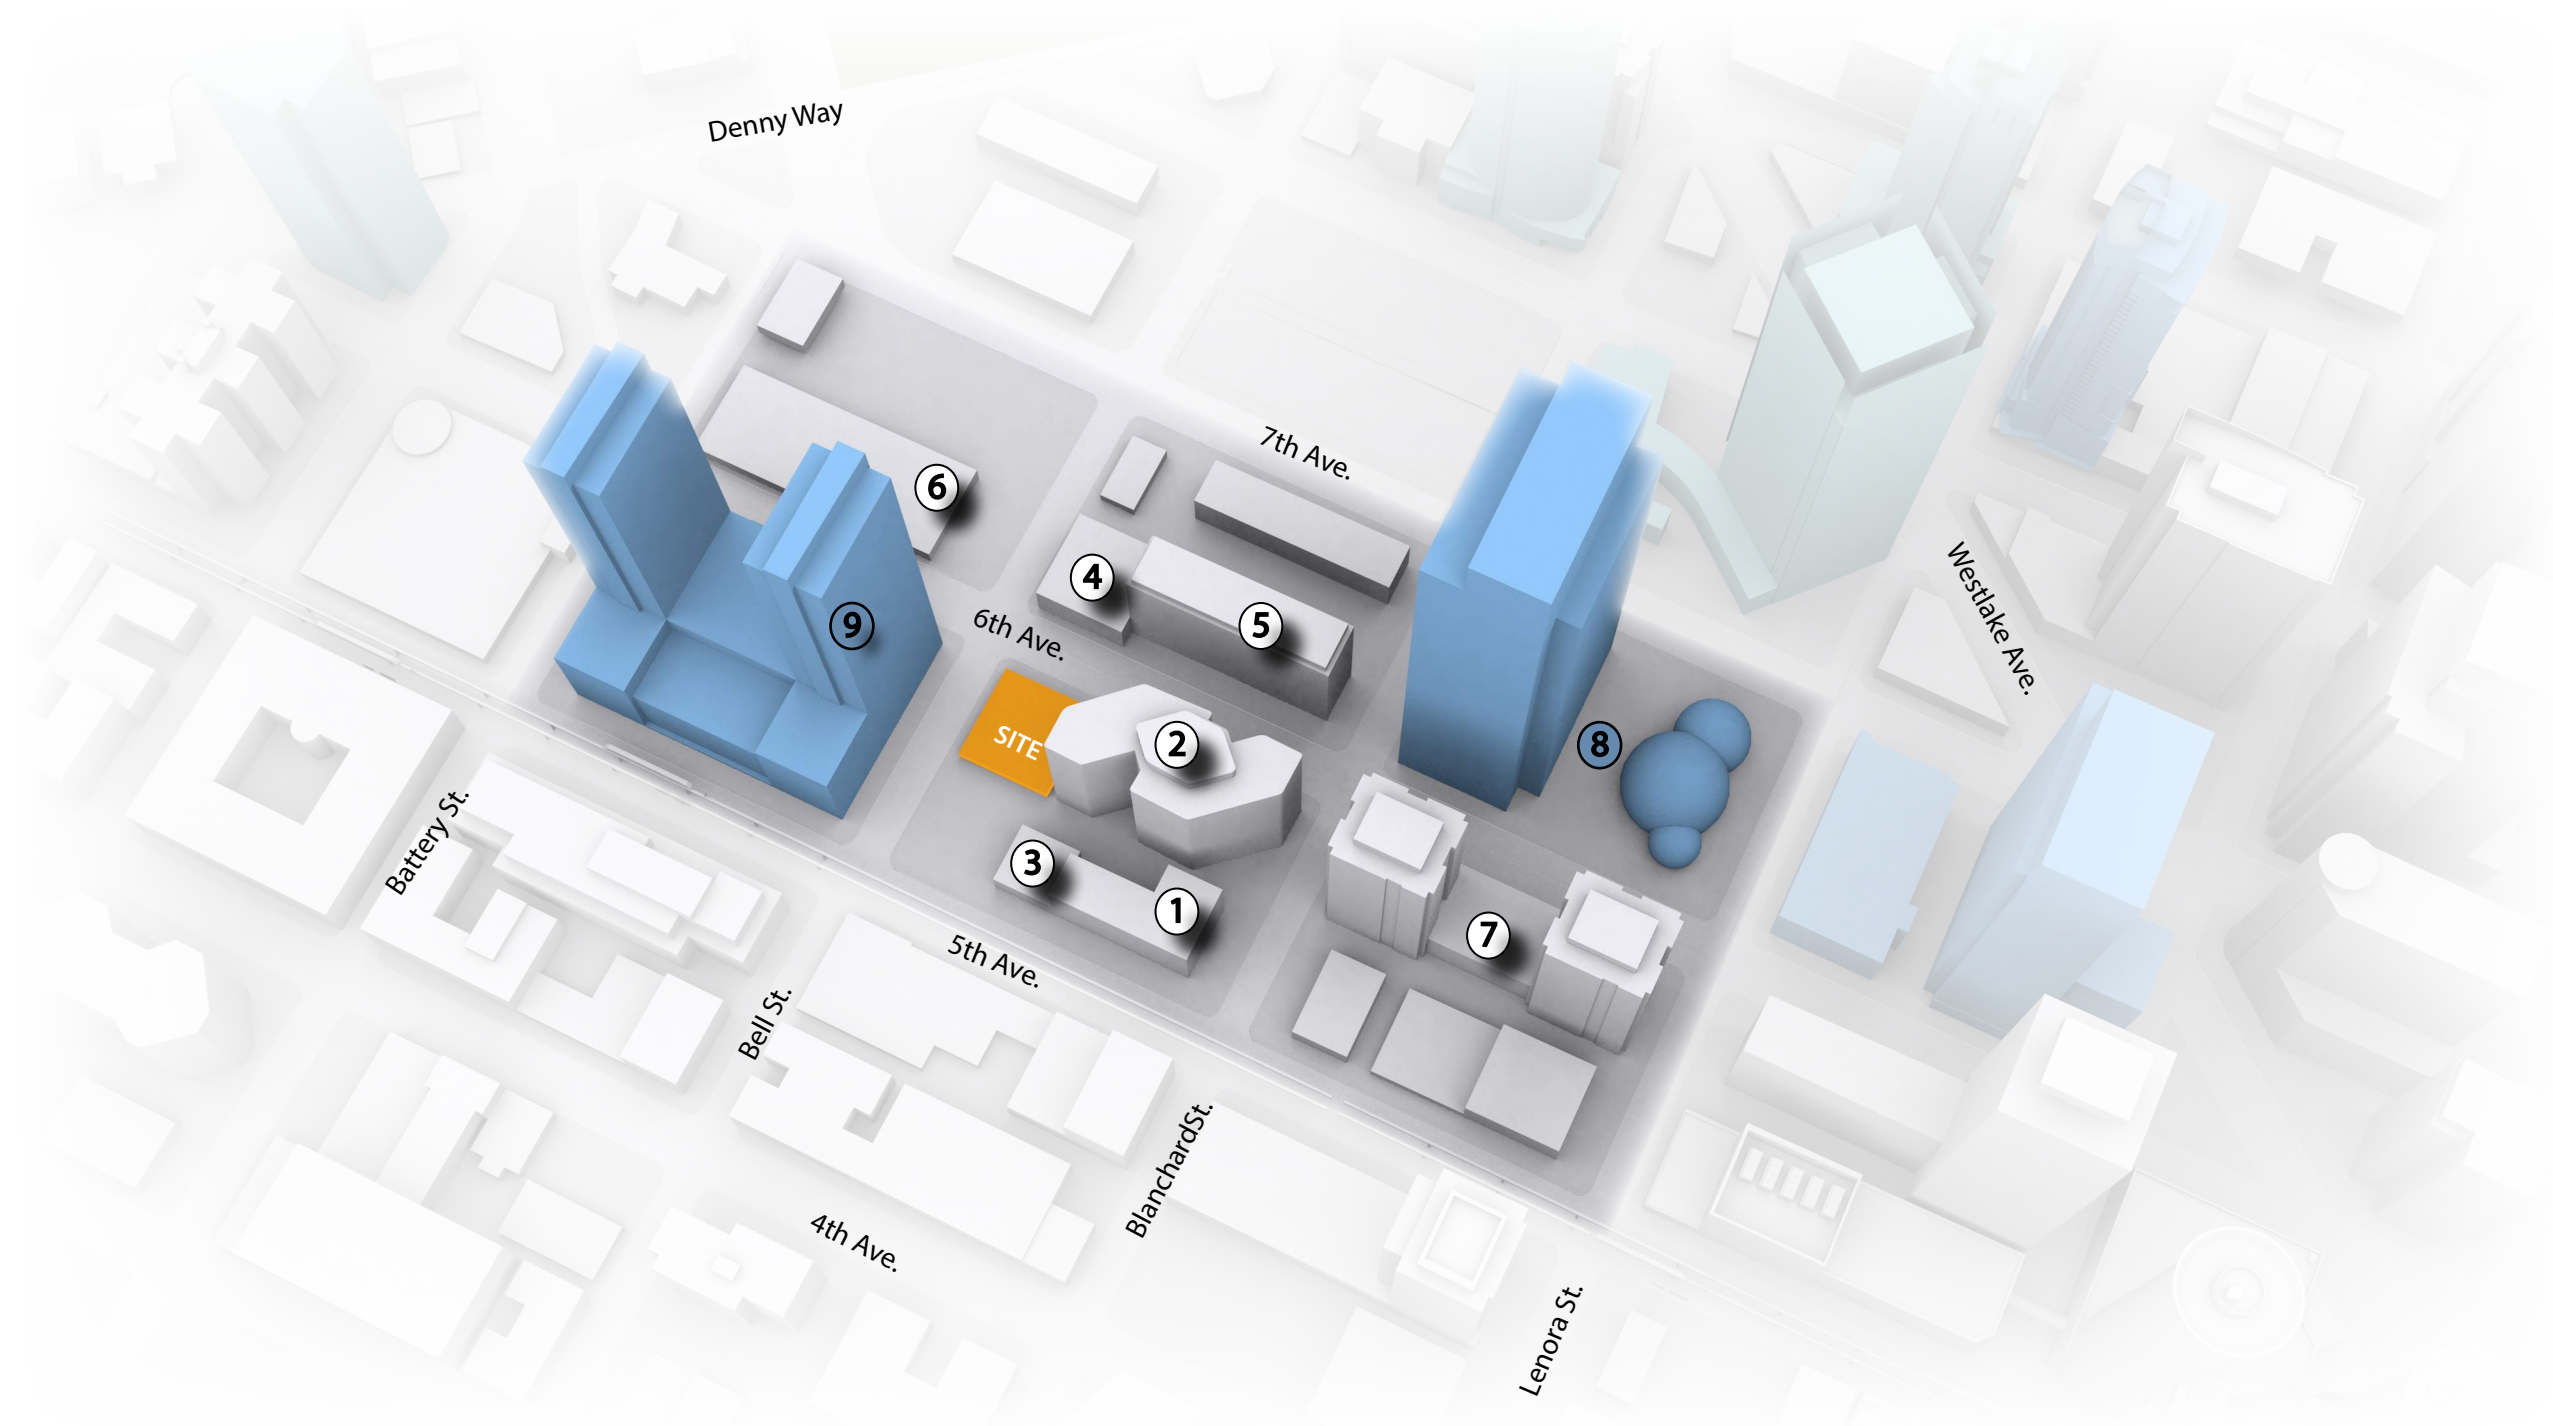 Denny Way
7th Ave.
6
4
5
6th Ave.
9
Westlake Ave.
SITE
2
8
Battery St.
3
1
7
5th Ave.
Bell St.
BlanchardSt.
4th Ave.
Lenora St.